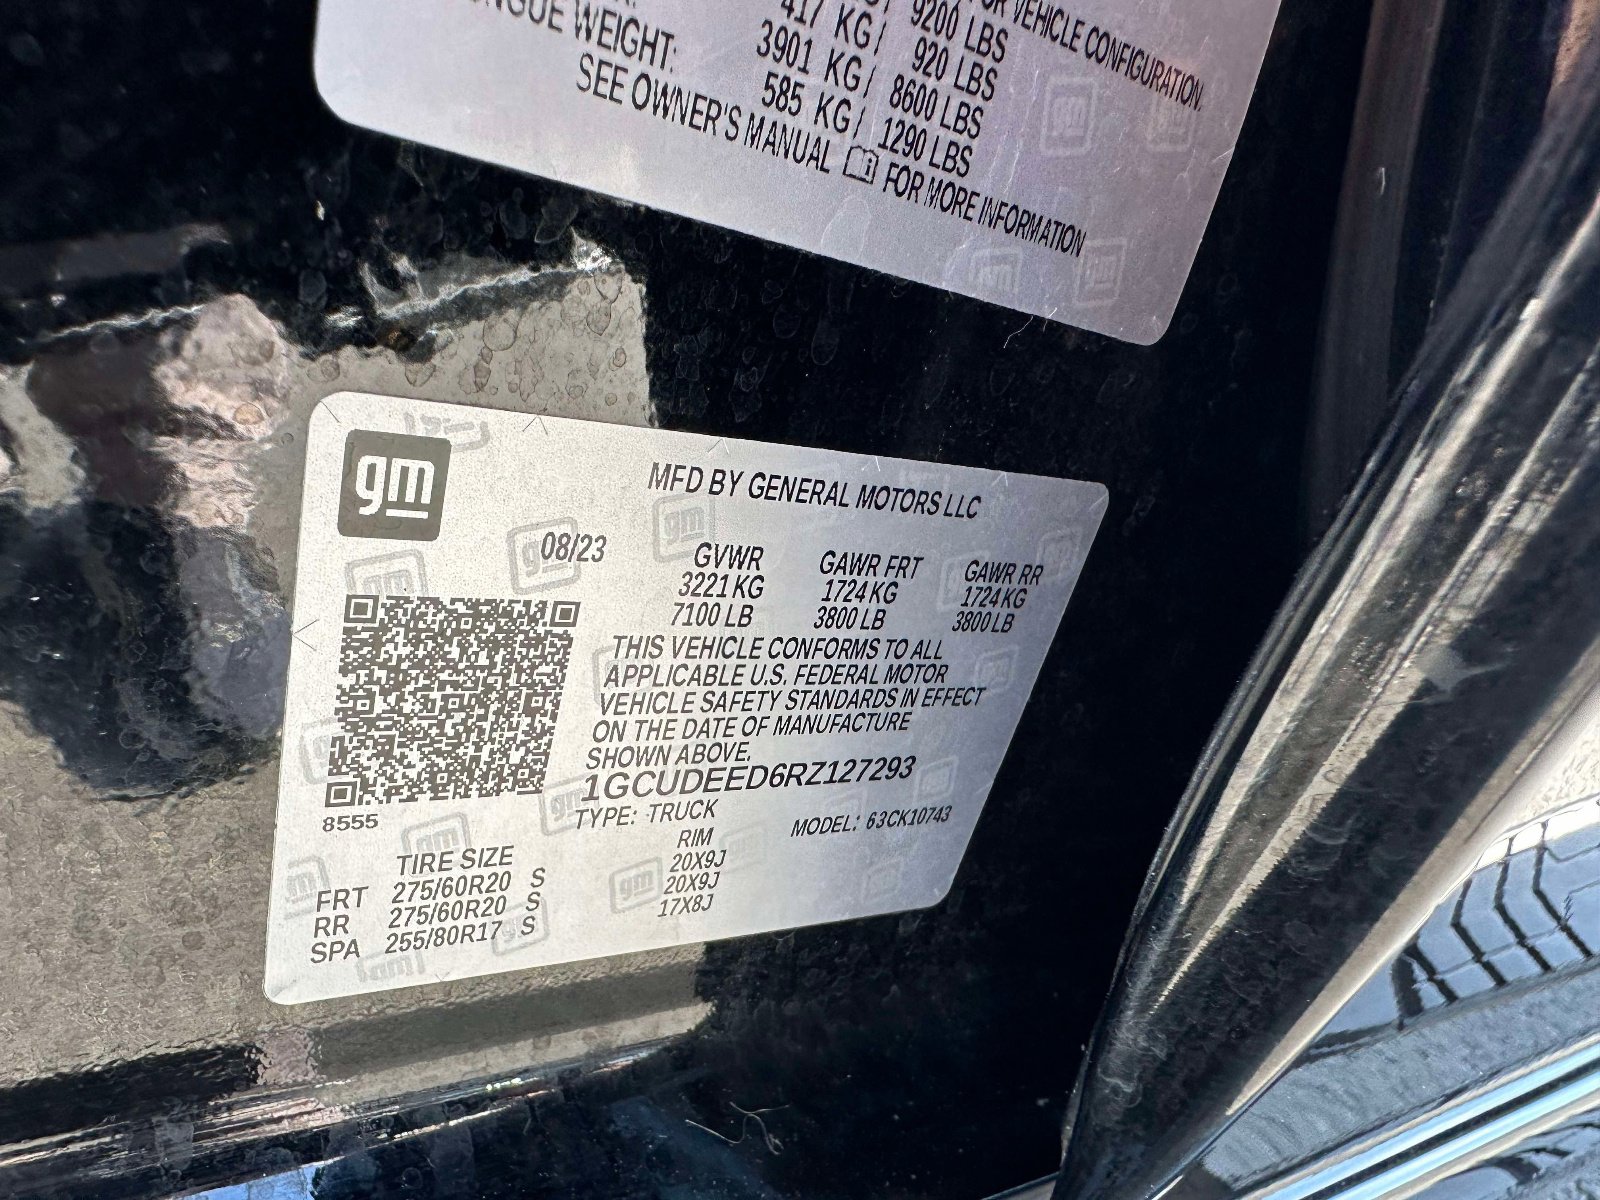 FOR VEHICLE CONFIGURATION.
9200 LBS
417 KG/ 920 LBS
3901 KG/ 8600 LBS
WEIGHT: 585 KG/ 1290 LBS
SEE OWNER'S MANUAL FOR MORE INFORMATION
gm
MFD BY GENERAL MOTORS LLC
08/23 GVWR GAWR FRT GAWR RR
3221 KG 1724 KG 1724 KG
7100 LB 3800 LB 3800 LB
THIS VEHICLE CONFORMS TO ALL
APPLICABLE U.S. FEDERAL MOTOR
VEHICLE SAFETY STANDARDS IN EFFECT
ON THE DATE OF MANUFACTURE
SHOWN ABOVE.
1GCUDEED6RZ127293
8555 TYPE: TRUCK MODEL: 63CK10743
TIRE SIZE RIM
FRT 275/60R20 S 20X9J
RR 275/60R20 S 20X9J
SPA 255/80R17 S 17X8J